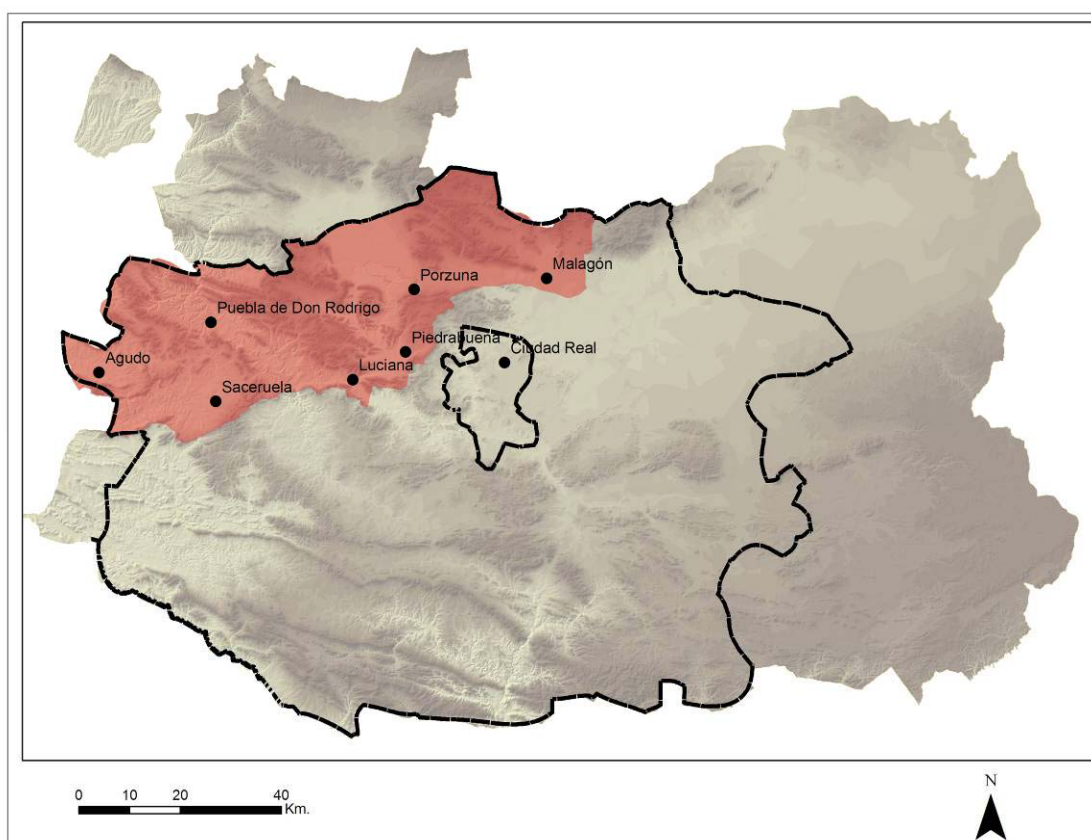 Malagón
Porzuna
Puebla de Don Rodrigo
Piedrabuena
Ciudad Real
Agudo
Luciana
Saceruela
0 10 20 40
Km.
N